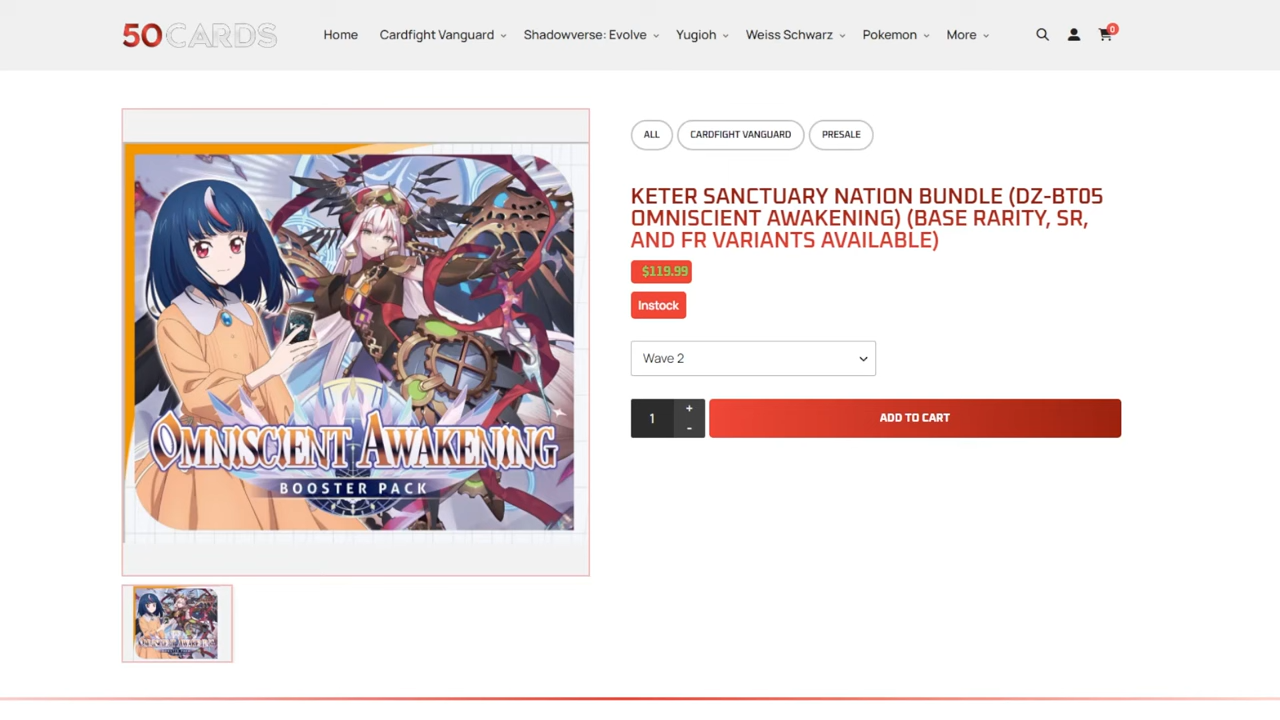 50CARDS
Home
Cardfight Vanguard
Shadowverse: Evolve
Yugioh
Weiss Schwarz
Pokemon
More
0
ALL
CARDFIGHT VANGUARD
PRESALE
KETER SANCTUARY NATION BUNDLE (DZ-BT05
OMNISCIENT AWAKENING) (BASE RARITY, SR,
AND FR VARIANTS AVAILABLE)
$119.99
Instock
Wave 2
1
+
-
ADD TO CART
OMNISCIENT AWAKENING
BOOSTER PACK
OMNISCIENT AWAKENING